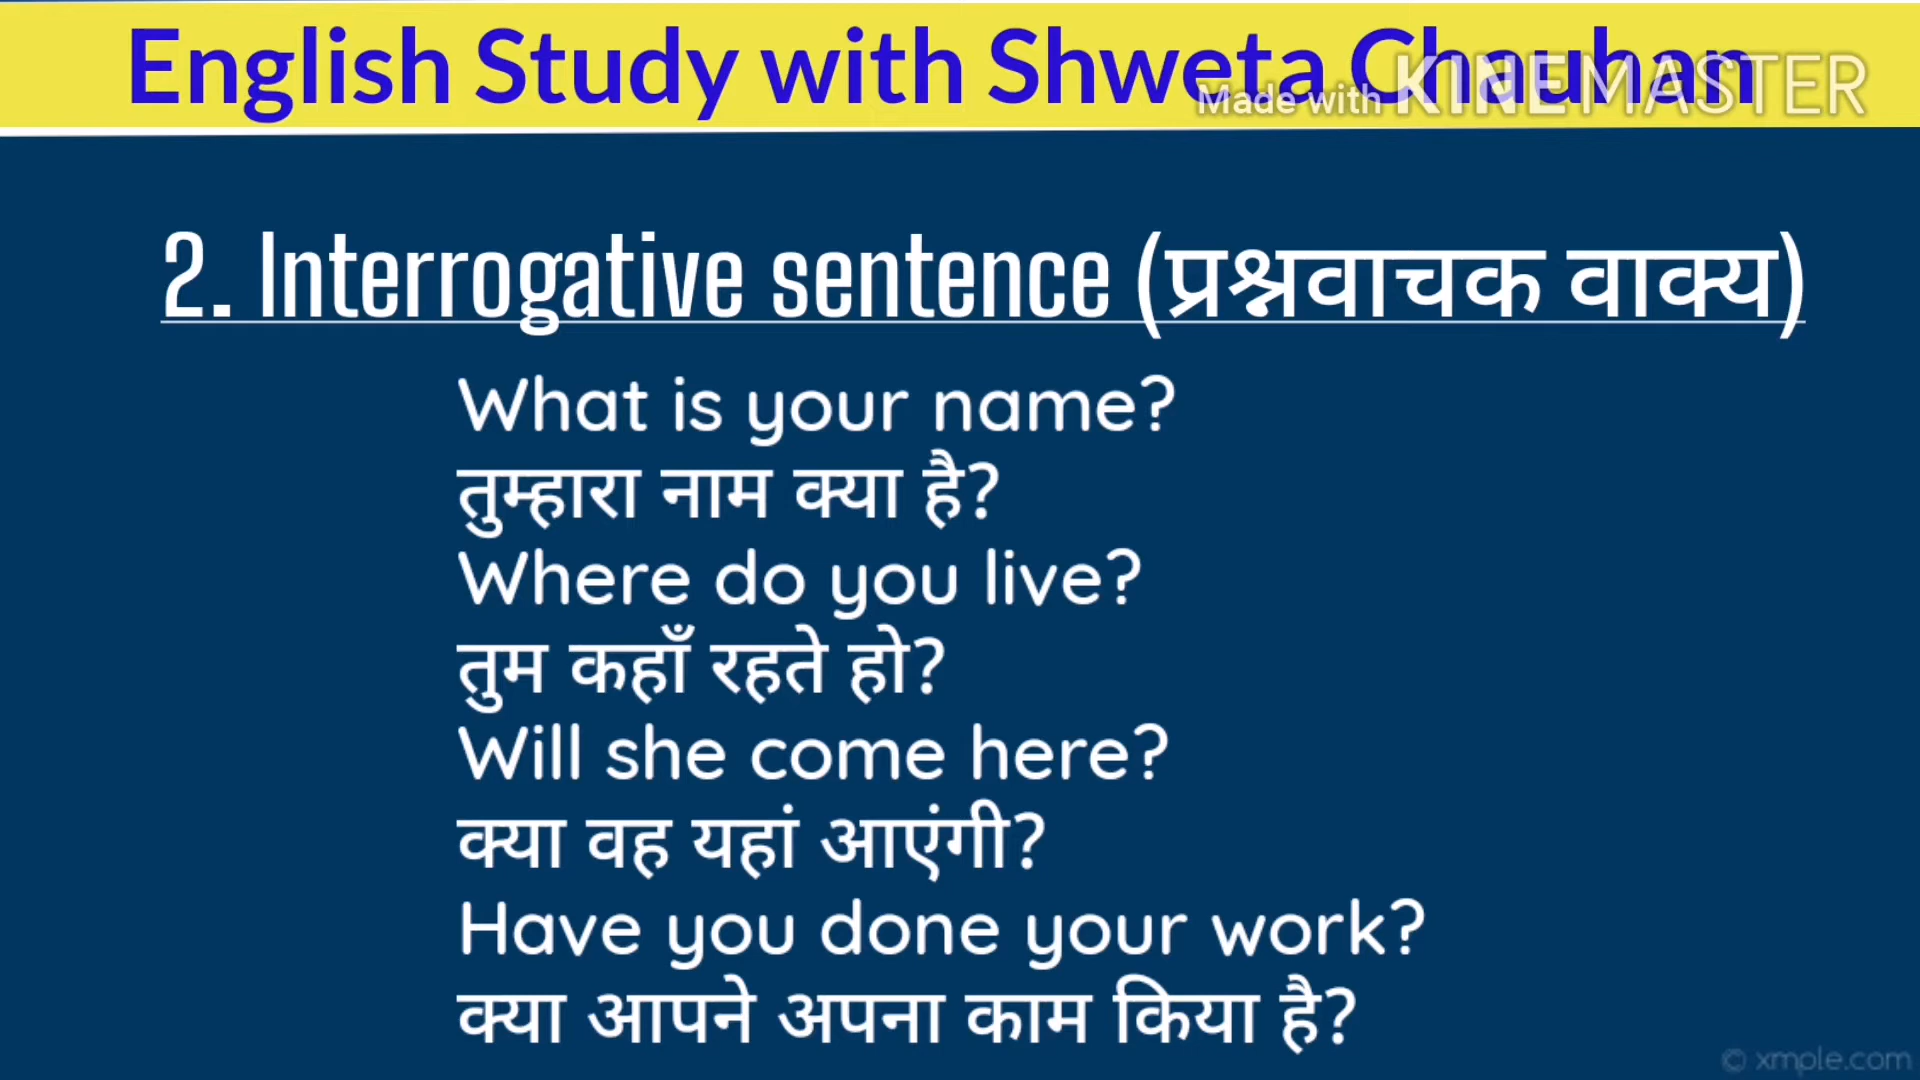 English Study with Shweta Chauhan
Made with KINEMASTER
2. Interrogative sentence (प्रश्नवाचक वाक्य)
What is your name?
तुम्हारा नाम क्या है?
Where do you live?
तुम कहाँ रहते हो?
Will she come here?
क्या वह यहां आएंगी?
Have you done your work?
क्या आपने अपना काम किया है?
© xmple.com